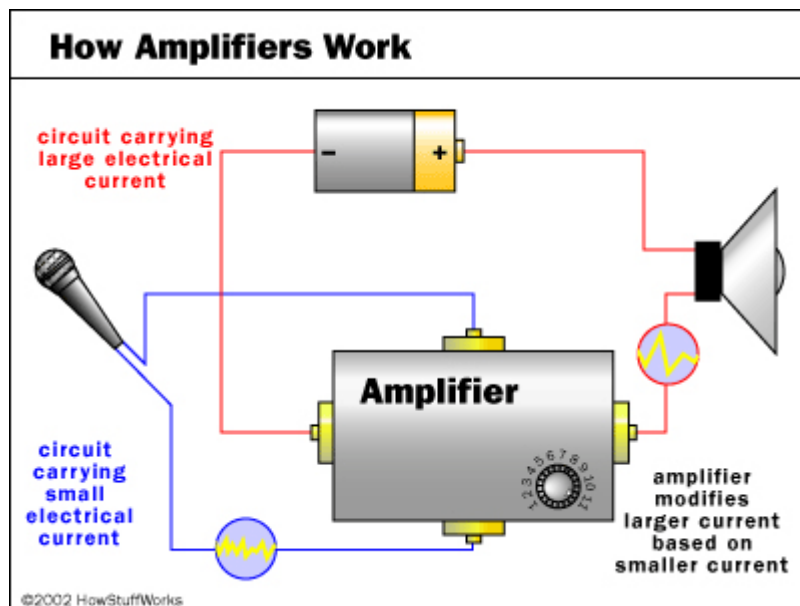 How Amplifiers Work
circuit carrying
large electrical
current
-
+
Amplifier
1 2 3 4 5 6 7 8 9 10 11
circuit
carrying
small
electrical
current
amplifier
modifies
larger current
based on
smaller current
©2002 HowStuffWorks